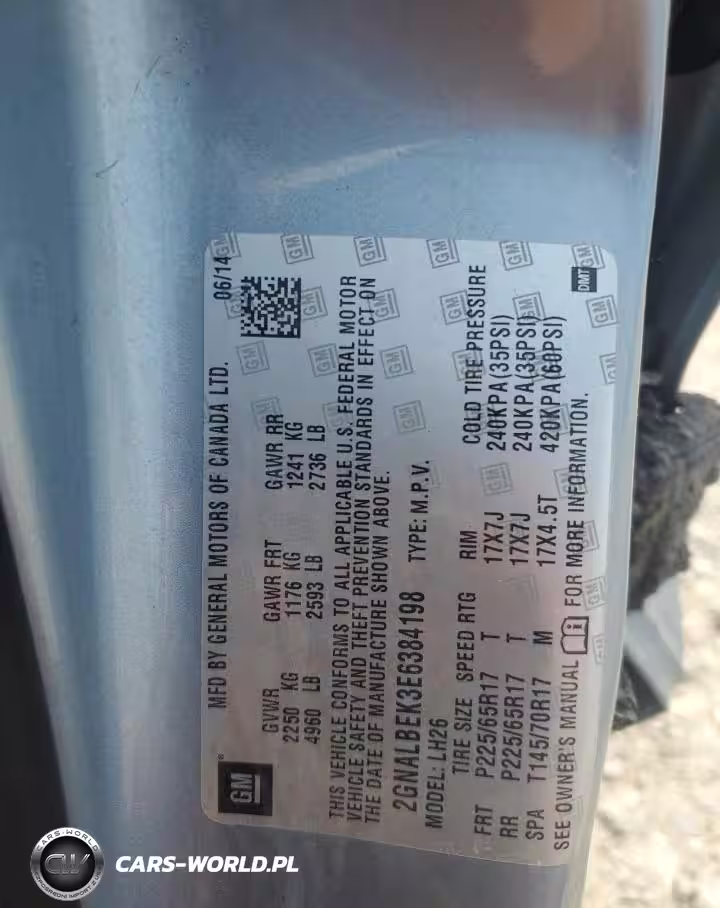 MFD BY GENERAL MOTORS OF CANADA LTD. 06/14
GVWR GAWR FRT GAWR RR
2250 KG 1176 KG 1241 KG
4960 LB 2593 LB 2736 LB
THIS VEHICLE CONFORMS TO ALL APPLICABLE U.S. FEDERAL MOTOR
VEHICLE SAFETY AND THEFT PREVENTION STANDARDS IN EFFECT ON
THE DATE OF MANUFACTURE SHOWN ABOVE.
2GNALBEK3E6384198 TYPE: M.P.V.
MODEL: LH26
TIRE SIZE SPEED RTG RIM COLD TIRE PRESSURE
FRT P225/65R17 T 17X7J 240KPA(35PSI)
RR P225/65R17 T 17X7J 240KPA(35PSI)
SPA T145/70R17 M 17X4.5T 420KPA(60PSI)
SEE OWNER'S MANUAL FOR MORE INFORMATION.
GM
DMT
CARS-WORLD
CW
CARS-WORLD.PL